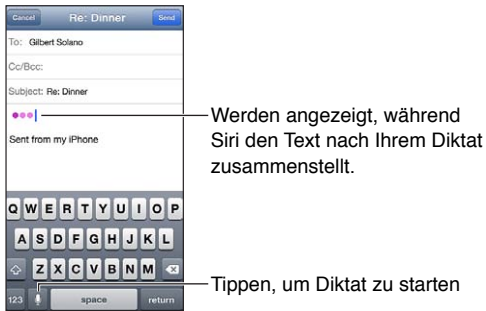 Cancel Re: Dinner Send
To: Gilbert Solano
Cc/Bcc:
Subject: Re: Dinner
Werden angezeigt, während
Siri den Text nach Ihrem Diktat
zusammenstellt.
Sent from my iPhone
Q W E R T Y U I O P
A S D F G H J K L
Z X C V B N M
Tippen, um Diktat zu starten
123 space return